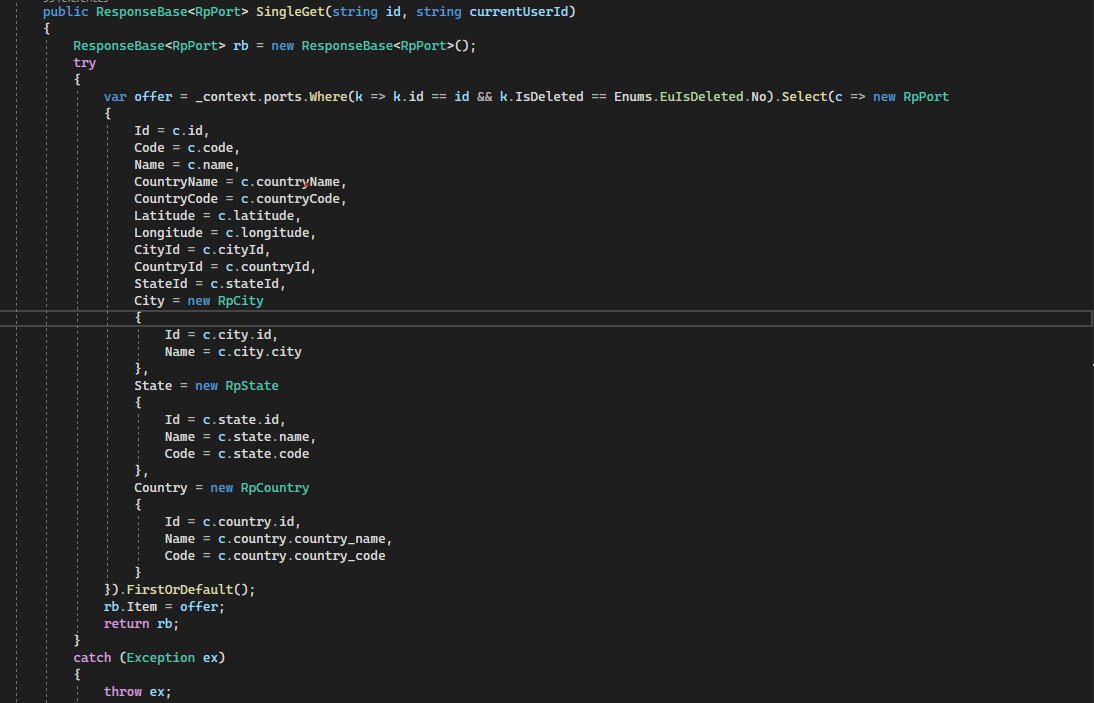 public ResponseBase<RpPort> SingleGet(string id, string currentUserId)
{
ResponseBase<RpPort> rb = new ResponseBase<RpPort>();
try
{
var offer = _context.ports.Where(k => k.id == id && k.IsDeleted == Enums.EuIsDeleted.No).Select(c => new RpPort
{
Id = c.id,
Code = c.code,
Name = c.name,
CountryName = c.countryName,
CountryCode = c.countryCode,
Latitude = c.latitude,
Longitude = c.longitude,
CityId = c.cityId,
CountryId = c.countryId,
StateId = c.stateId,
City = new RpCity
{
Id = c.city.id,
Name = c.city.city
},
State = new RpState
{
Id = c.state.id,
Name = c.state.name,
Code = c.state.code
},
Country = new RpCountry
{
Id = c.country.id,
Name = c.country.country_name,
Code = c.country.country_code
}
}).FirstOrDefault();
rb.Item = offer;
return rb;
}
catch (Exception ex)
{
throw ex;